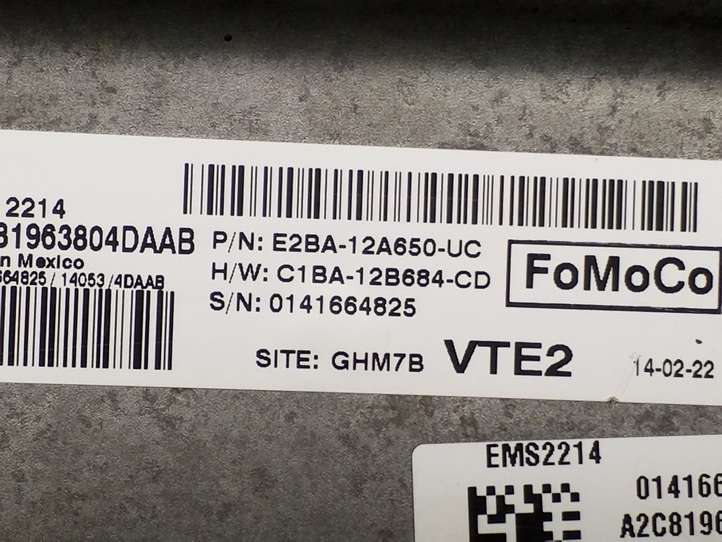 2214
81963804DAAB
n Mexico
664825 / 14053 /4DAAB
P/N: E2BA-12A650-UC
H/W: C1BA-12B684-CD
S/N: 0141664825
FoMoCo
SITE: GHM7B VTE2 14-02-22
EMS2214
014166
A2C8196